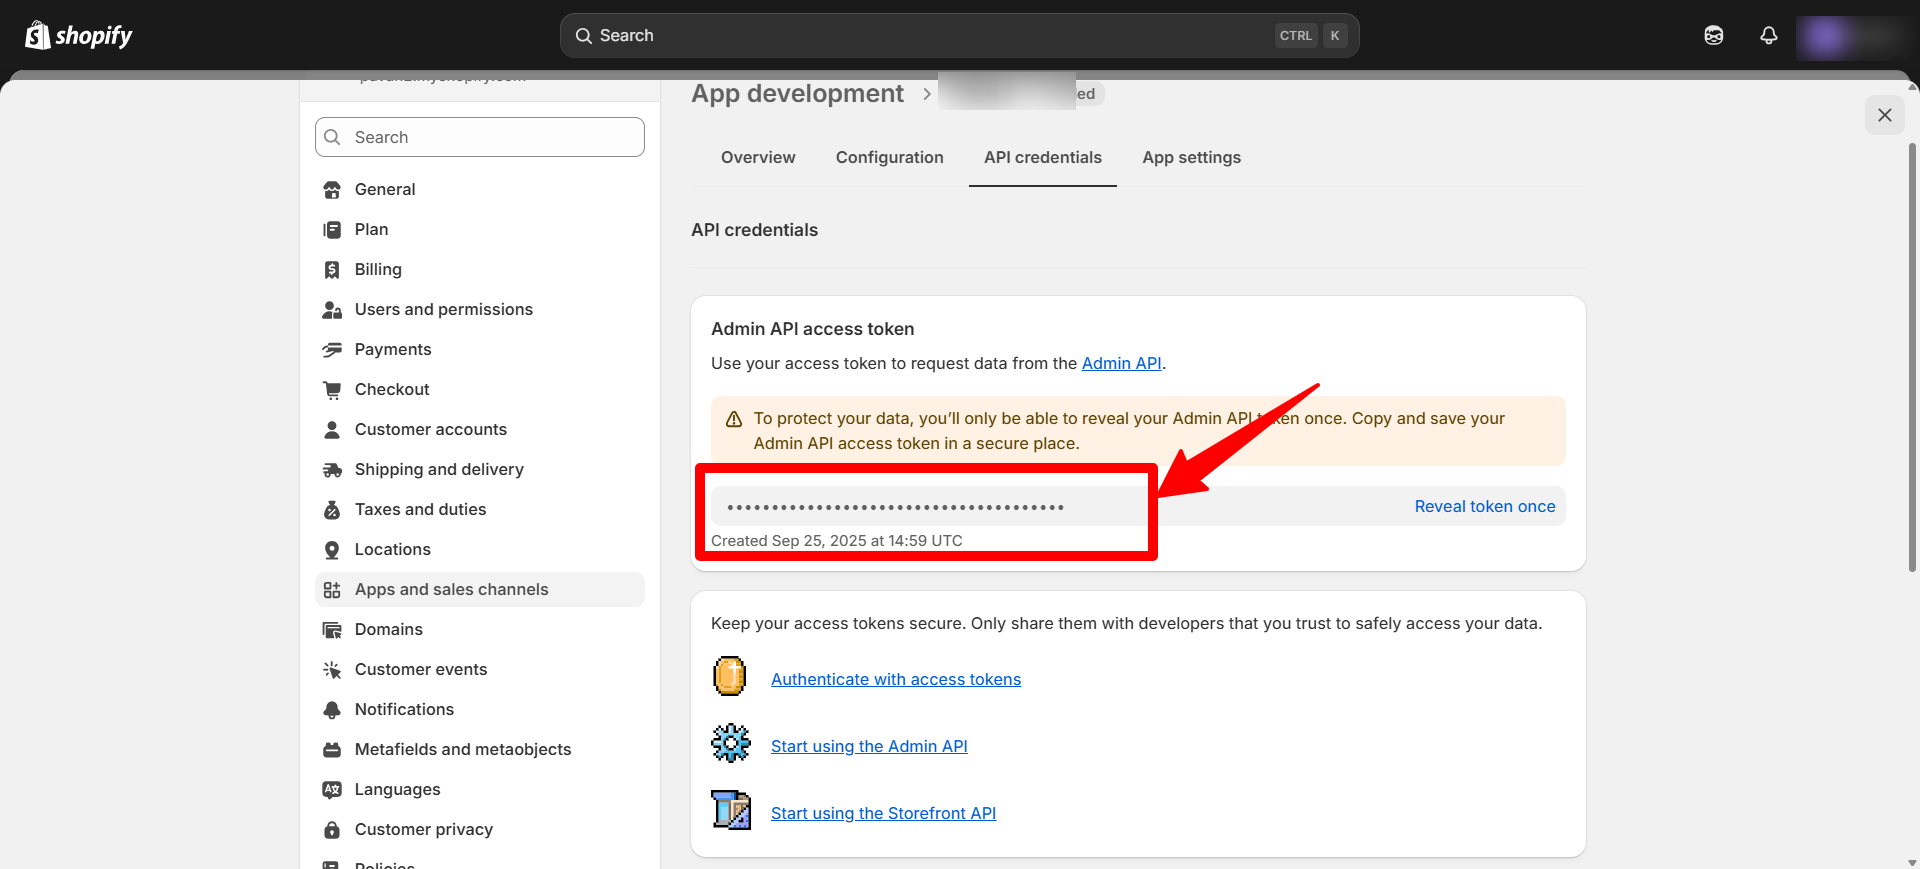 shopify
Search
CTRL K
App development >
ed
Search
Overview
Configuration
API credentials
App settings
General
Plan
Billing
Users and permissions
Payments
Checkout
Customer accounts
Shipping and delivery
Taxes and duties
Locations
Apps and sales channels
Domains
Customer events
Notifications
Metafields and metaobjects
Languages
Customer privacy
Policies
API credentials
Admin API access token
Use your access token to request data from the Admin API.
To protect your data, you’ll only be able to reveal your Admin API token once. Copy and save your
Admin API access token in a secure place.
••••••••••••••••••••••••••••••••••••••
Reveal token once
Created Sep 25, 2025 at 14:59 UTC
Keep your access tokens secure. Only share them with developers that you trust to safely access your data.
Authenticate with access tokens
Start using the Admin API
Start using the Storefront API